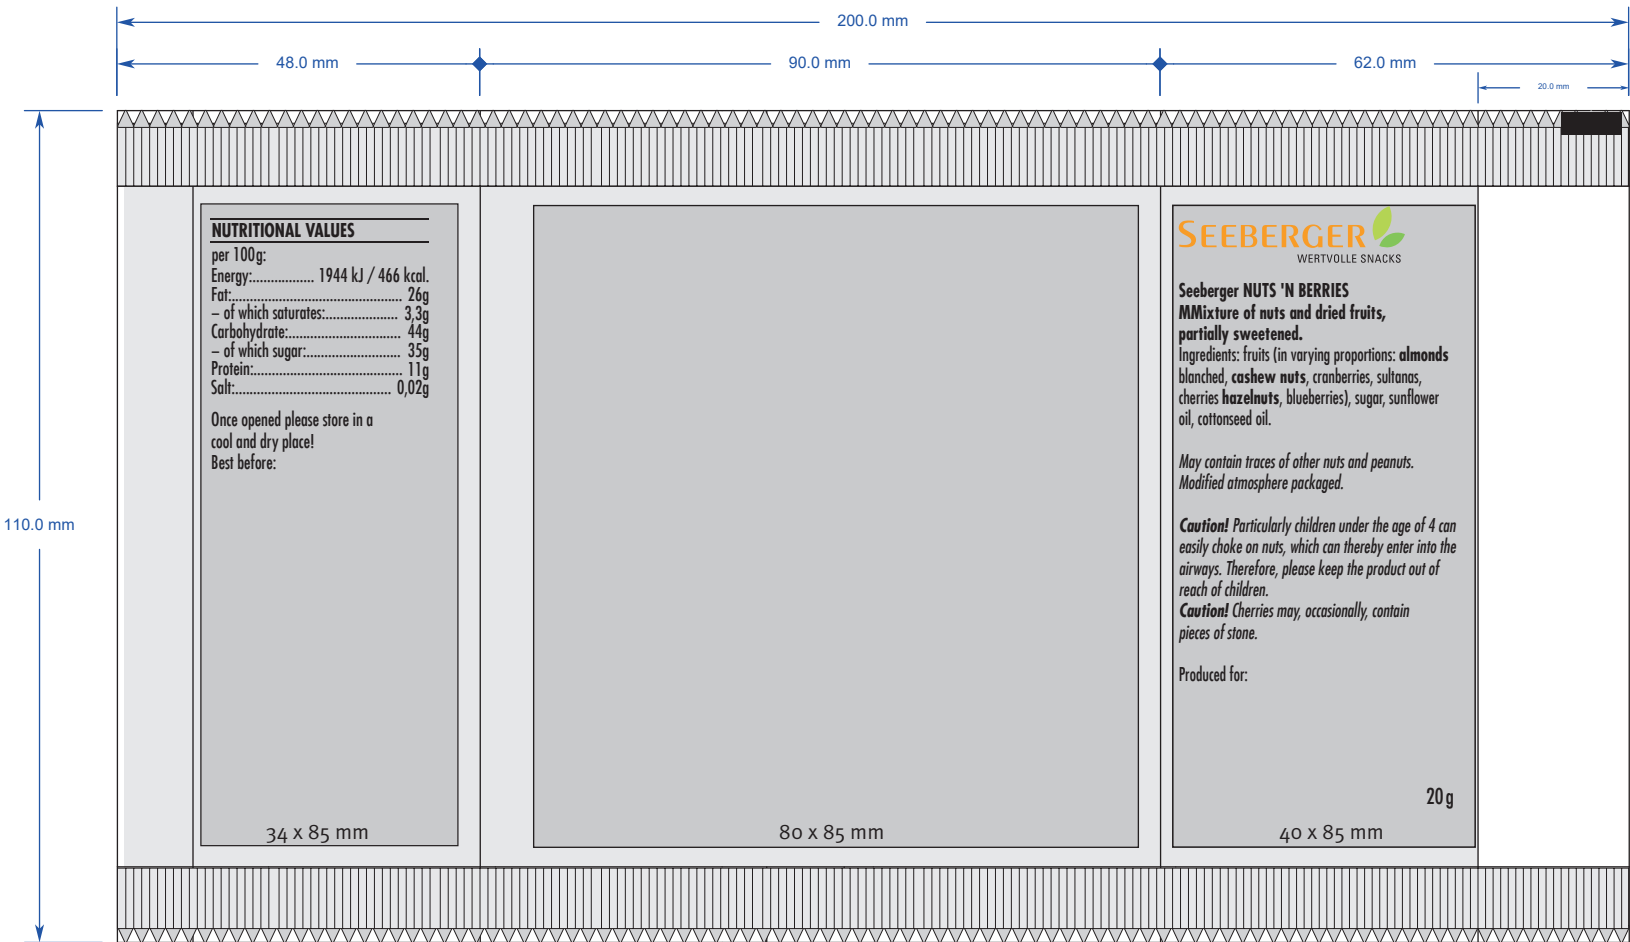 200.0 mm
48.0 mm
90.0 mm
62.0 mm
20.0 mm
110.0 mm
NUTRITIONAL VALUES
per 100g:
Energy:................. 1944 kJ / 466 kcal.
Fat:.............................................. 26g
– of which saturates:.................... 3,3g
Carbohydrate:............................... 44g
– of which sugar:.......................... 35g
Protein:......................................... 11g
Salt:........................................... 0,02g
Once opened please store in a
cool and dry place!
Best before:
34 x 85 mm
80 x 85 mm
SEEBERGER
WERTVOLLE SNACKS
Seeberger NUTS 'N BERRIES
MMixture of nuts and dried fruits,
partially sweetened.
Ingredients: fruits (in varying proportions: almonds
blanched, cashew nuts, cranberries, sultanas,
cherries hazelnuts, blueberries), sugar, sunflower
oil, cottonseed oil.
May contain traces of other nuts and peanuts.
Modified atmosphere packaged.
Caution! Particularly children under the age of 4 can
easily choke on nuts, which can thereby enter into the
airways. Therefore, please keep the product out of
reach of children.
Caution! Cherries may, occasionally, contain
pieces of stone.
Produced for:
20 g
40 x 85 mm